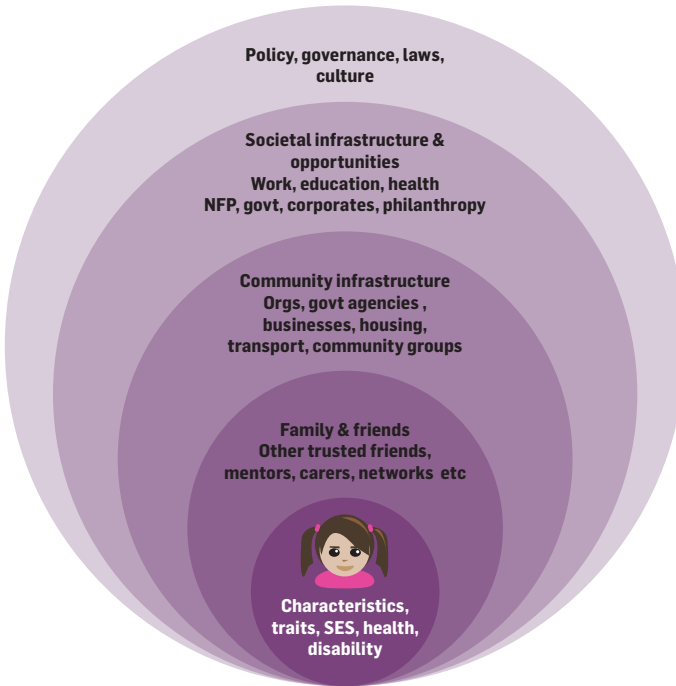 Policy, governance, laws,
culture
Societal infrastructure &
opportunities
Work, education, health
NFP, govt, corporates, philanthropy
Community infrastructure
Orgs, govt agencies ,
businesses, housing,
transport, community groups
Family & friends
Other trusted friends,
mentors, carers, networks etc
Characteristics,
traits, SES, health,
disability